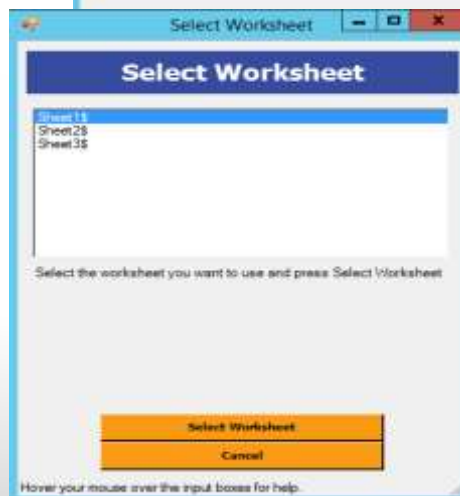 Select Worksheet
Select Worksheet
Sheet1$
Sheet2$
Sheet3$
Select the worksheet you want to use and press Select Worksheet
Select Worksheet
Cancel
Hover your mouse over the input boxes for help.